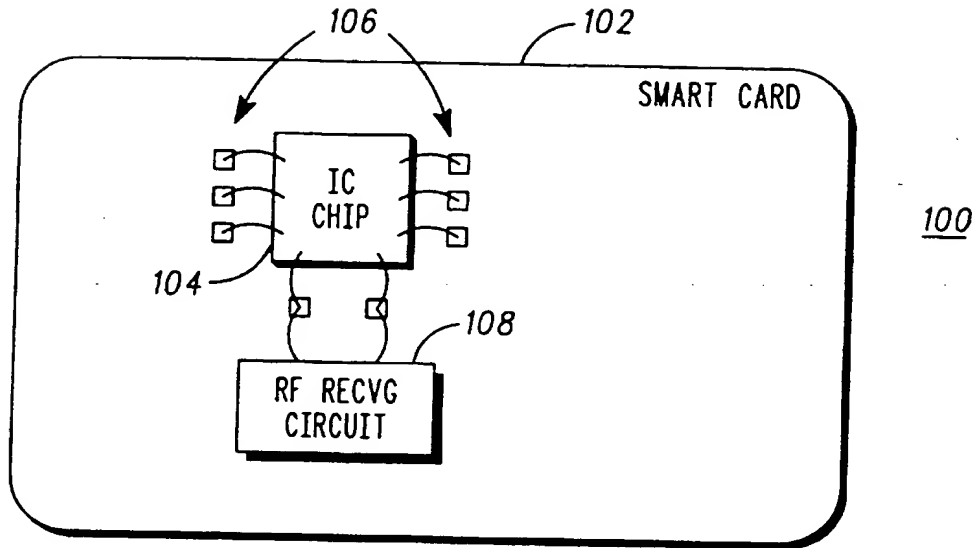 106
102
SMART CARD
IC
CHIP
100
104
108
RF RECVG
CIRCUIT